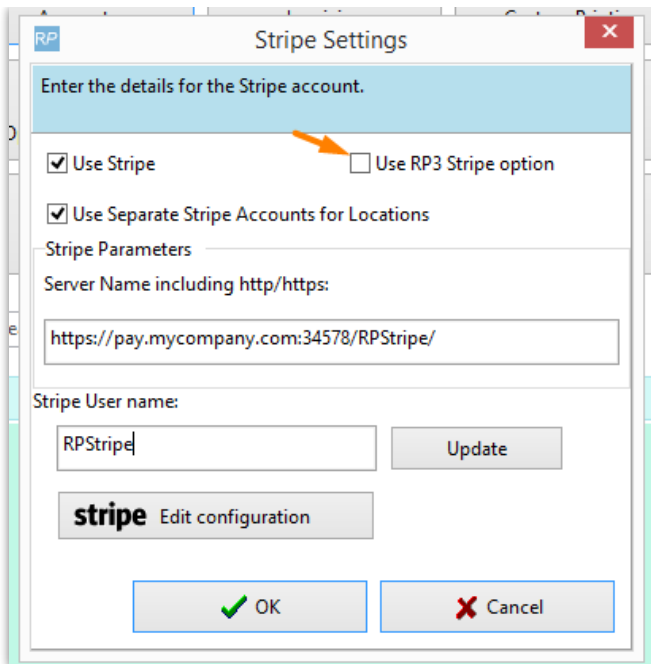 RP Stripe Settings
Enter the details for the Stripe account.
Use Stripe
Use RP3 Stripe option
Use Separate Stripe Accounts for Locations
Stripe Parameters
Server Name including http/https:
https://pay.mycompany.com:34578/RPStripe/
Stripe User name:
RPStripe
Update
stripe Edit configuration
OK
Cancel